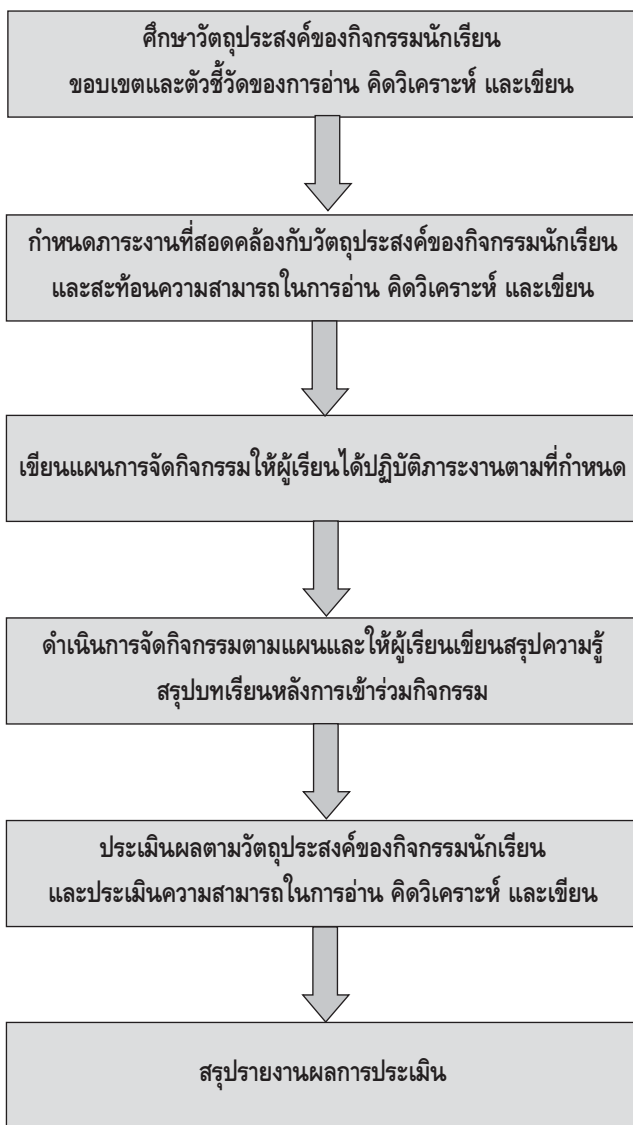 ศึกษาวัตถุประสงค์ของกิจกรรมนักเรียน
ขอบเขตและตัวชี้วัดของการอ่าน คิดวิเคราะห์ และเขียน
กำหนดภาระงานที่สอดคล้องกับวัตถุประสงค์ของกิจกรรมนักเรียน
และสะท้อนความสามารถในการอ่าน คิดวิเคราะห์ และเขียน
เขียนแผนการจัดกิจกรรมให้ผู้เรียนได้ปฏิบัติภาระงานตามที่กำหนด
ดำเนินการจัดกิจกรรมตามแผนและให้ผู้เรียนเขียนสรุปความรู้
สรุปบทเรียนหลังการเข้าร่วมกิจกรรม
ประเมินผลตามวัตถุประสงค์ของกิจกรรมนักเรียน
และประเมินความสามารถในการอ่าน คิดวิเคราะห์ และเขียน
สรุปรายงานผลการประเมิน